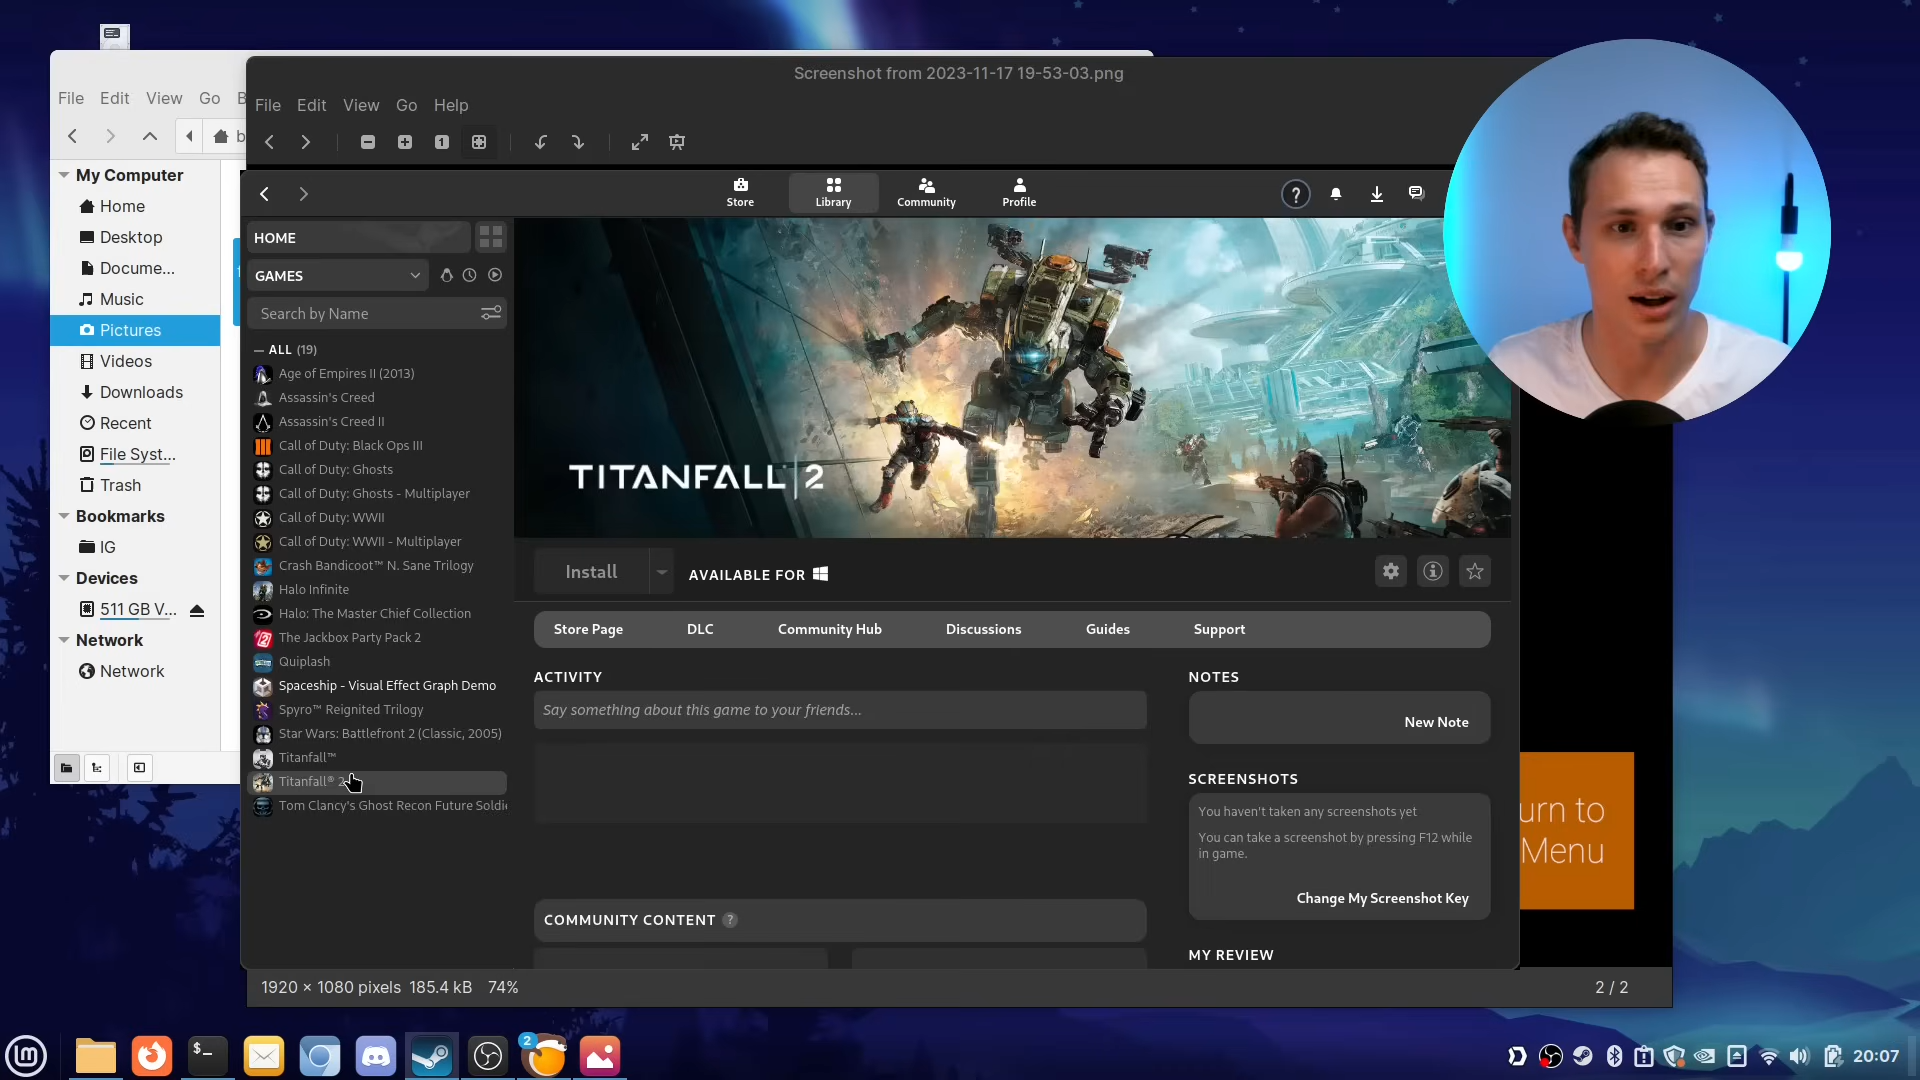 Screenshot from 2023-11-17 19-53-03.png
File Edit View Go B
File Edit View Go Help
b
My Computer
Home
Desktop
Docume...
Music
Pictures
Videos
Downloads
Recent
File Syst...
Trash
Bookmarks
IG
Devices
511 GB V...
Network
Network
Store
Library
Community
Profile
?
HOME
GAMES
Search by Name
— ALL (19)
Age of Empires II (2013)
Assassin's Creed
Assassin's Creed II
Call of Duty: Black Ops III
Call of Duty: Ghosts
Call of Duty: Ghosts - Multiplayer
Call of Duty: WWII
Call of Duty: WWII - Multiplayer
Crash Bandicoot™ N. Sane Trilogy
Halo Infinite
Halo: The Master Chief Collection
The Jackbox Party Pack 2
Quiplash
Spaceship - Visual Effect Graph Demo
Spyro™ Reignited Trilogy
Star Wars: Battlefront 2 (Classic, 2005)
Titanfall™
Titanfall® 2
Tom Clancy's Ghost Recon Future Soldie
TITANFALL 2
Install
AVAILABLE FOR
Store Page DLC Community Hub Discussions Guides Support
ACTIVITY
Say something about this game to your friends...
COMMUNITY CONTENT ?
NOTES
New Note
SCREENSHOTS
You haven't taken any screenshots yet
You can take a screenshot by pressing F12 while
in game.
Change My Screenshot Key
MY REVIEW
urn to
Menu
1920 × 1080 pixels 185.4 kB 74%
2 / 2
$_
2
20:07